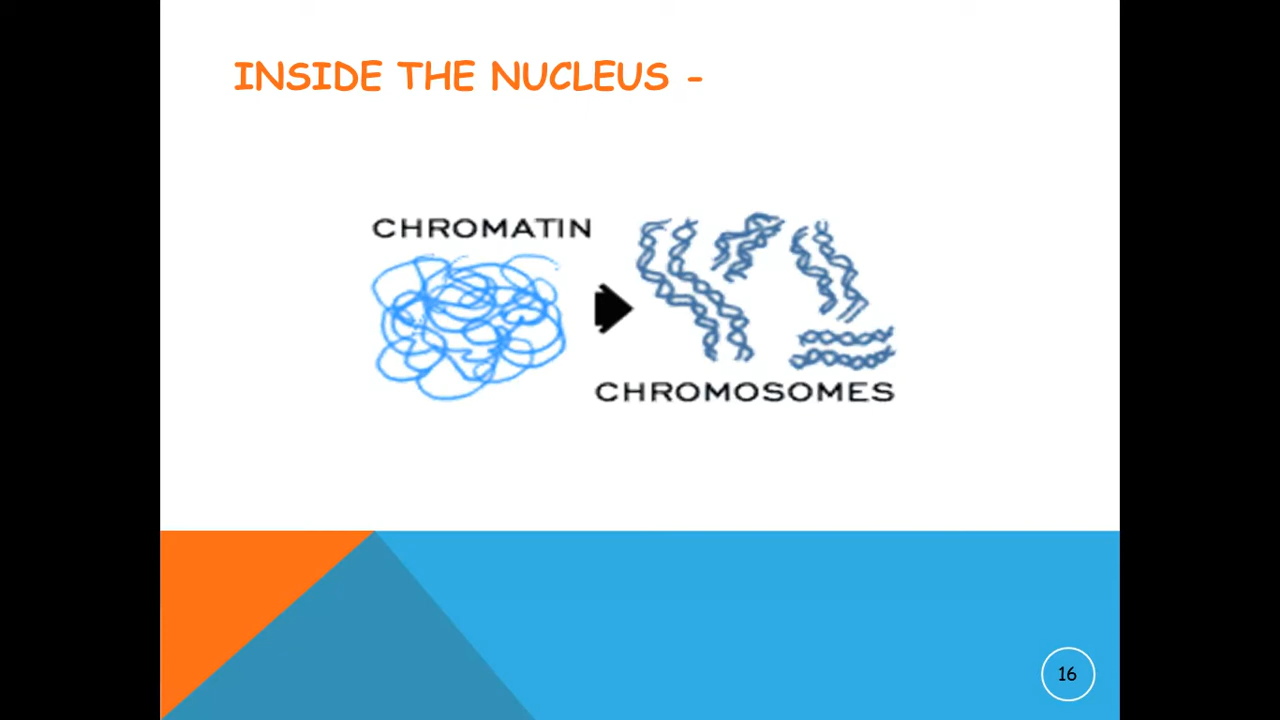 INSIDE THE NUCLEUS -
CHROMATIN
CHROMOSOMES
16